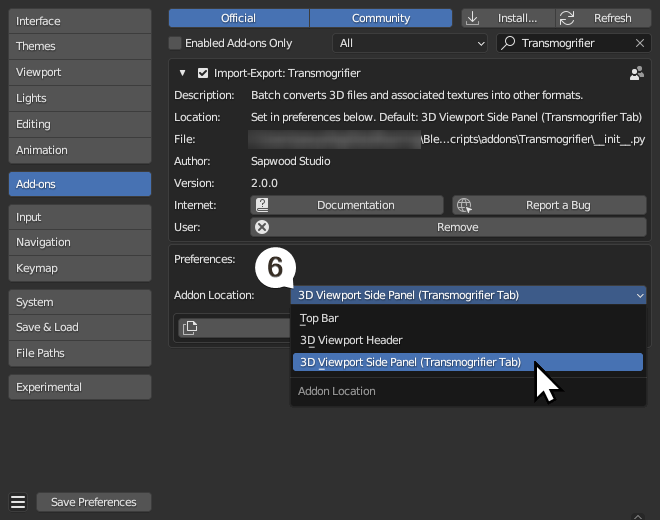 Interface
Themes
Viewport
Lights
Editing
Animation
Add-ons
Input
Navigation
Keymap
System
Save & Load
File Paths
Experimental
Save Preferences
Official Community Install... Refresh
Enabled Add-ons Only All Transmogrifier
Import-Export: Transmogrifier
Description: Batch converts 3D files and associated textures into other formats.
Location: Set in preferences below. Default: 3D Viewport Side Panel (Transmogrifier Tab)
File: \Ble...cripts\addons\Transmogrifier\__init__.py
Author: Sapwood Studio
Version: 2.0.0
Internet: Documentation Report a Bug
User: Remove
Preferences:
6
Addon Location: 3D Viewport Side Panel (Transmogrifier Tab)
Top Bar
3D Viewport Header
3D Viewport Side Panel (Transmogrifier Tab)
Addon Location